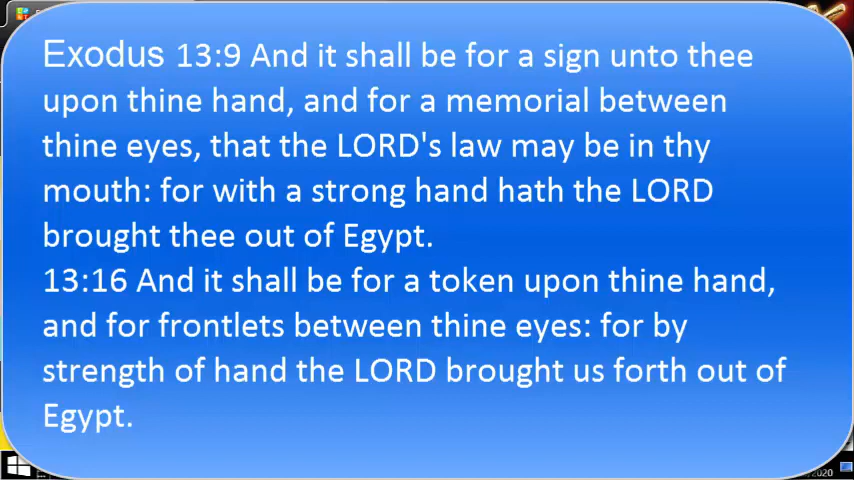 Exodus 13:9 And it shall be for a sign unto thee
upon thine hand, and for a memorial between
thine eyes, that the LORD's law may be in thy
mouth: for with a strong hand hath the LORD
brought thee out of Egypt.
13:16 And it shall be for a token upon thine hand,
and for frontlets between thine eyes: for by
strength of hand the LORD brought us forth out of
Egypt.
2020